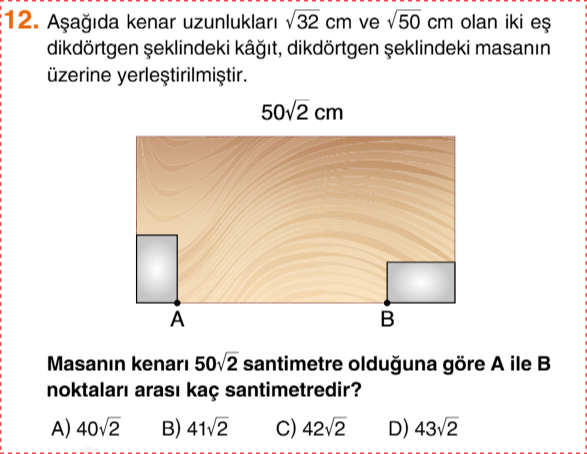 12. Aşağıda kenar uzunlukları √32 cm ve √50 cm olan iki eş
dikdörtgen şeklindeki kâğıt, dikdörtgen şeklindeki masanın
üzerine yerleştirilmiştir.
50√2 cm
A B
Masanın kenarı 50√2 santimetre olduğuna göre A ile B
noktaları arası kaç santimetredir?
A) 40√2 B) 41√2 C) 42√2 D) 43√2